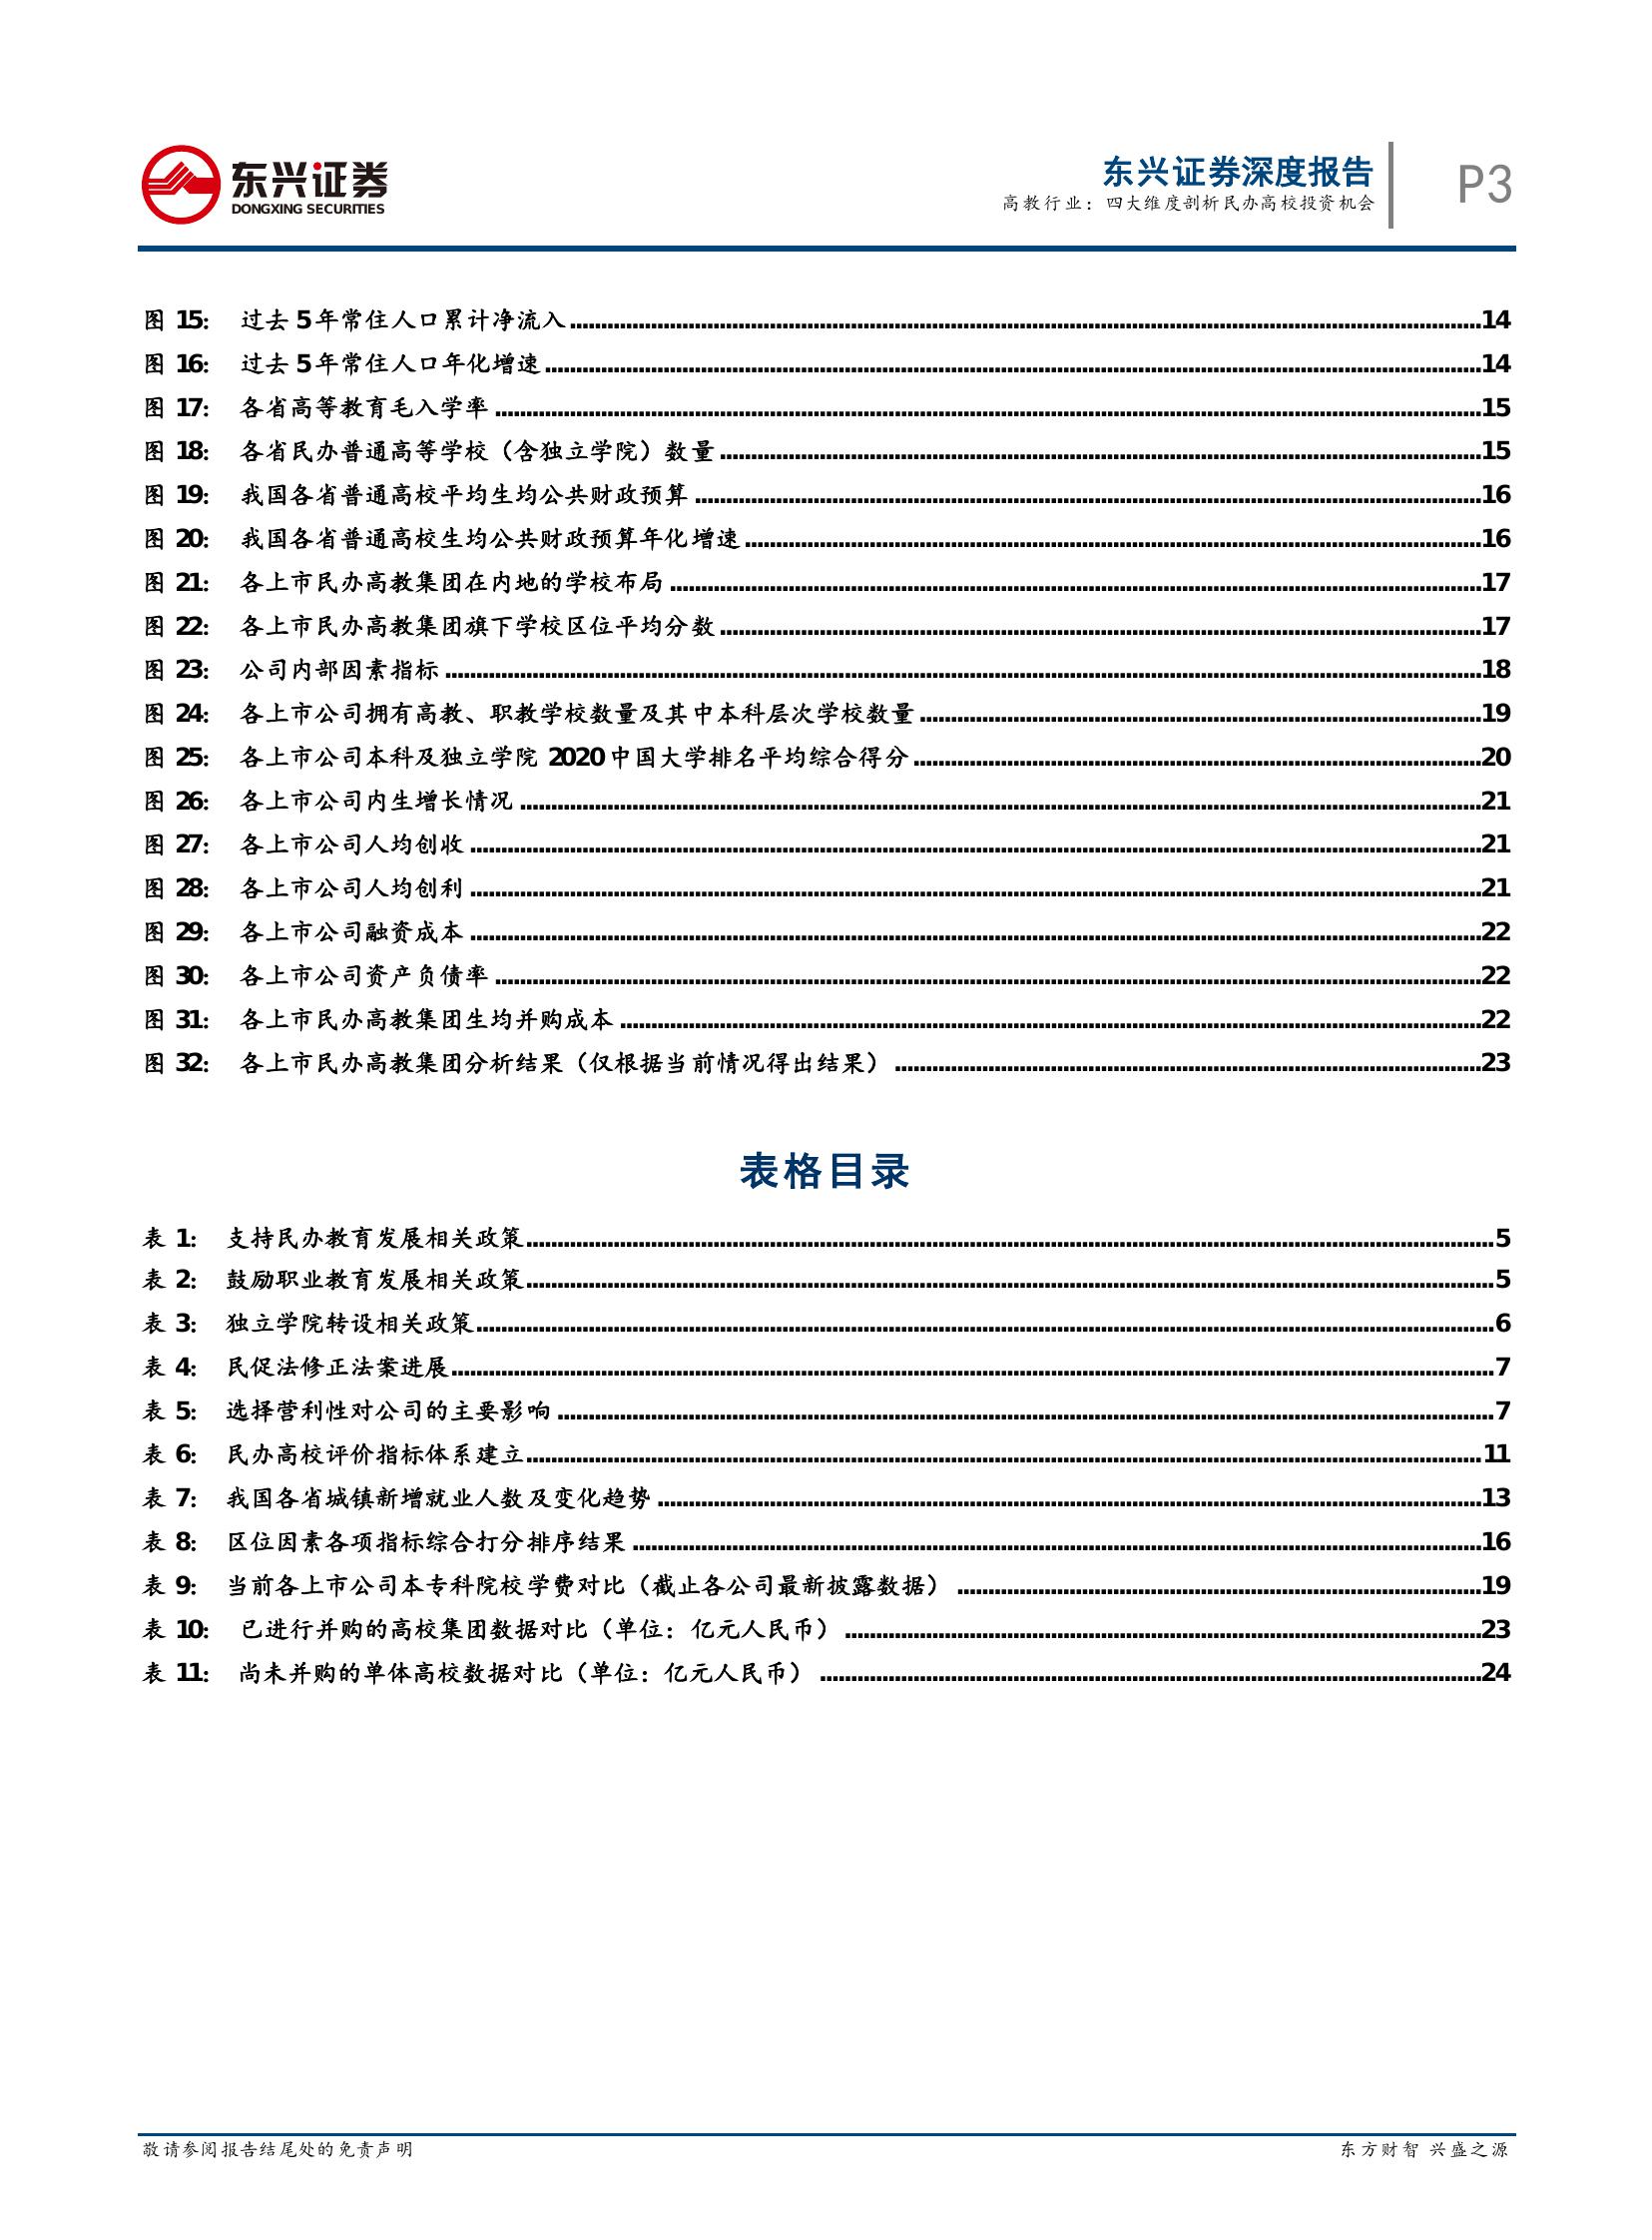 东兴证券
DONGXING SECURITIES
东兴证券深度报告
高教行业：四大维度剖析民办高校投资机会
P3
图 15： 过去 5 年常住人口累计净流入 14
图 16： 过去 5 年常住人口年化增速 14
图 17： 各省高等教育毛入学率 15
图 18： 各省民办普通高等学校（含独立学院）数量 15
图 19： 我国各省普通高校平均生均公共财政预算 16
图 20： 我国各省普通高校生均公共财政预算年化增速 16
图 21： 各上市民办高教集团在内地的学校布局 17
图 22： 各上市民办高教集团旗下学校区位平均分数 17
图 23： 公司内部因素指标 18
图 24： 各上市公司拥有高教、职教学校数量及其中本科层次学校数量 19
图 25： 各上市公司本科及独立学院 2020 中国大学排名平均综合得分 20
图 26： 各上市公司内生增长情况 21
图 27： 各上市公司人均创收 21
图 28： 各上市公司人均创利 21
图 29： 各上市公司融资成本 22
图 30： 各上市公司资产负债率 22
图 31： 各上市民办高教集团生均并购成本 22
图 32： 各上市民办高教集团分析结果（仅根据当前情况得出结果） 23
表格目录
表 1： 支持民办教育发展相关政策 5
表 2： 鼓励职业教育发展相关政策 5
表 3： 独立学院转设相关政策 6
表 4： 民促法修正法案进展 7
表 5： 选择营利性对公司的主要影响 7
表 6： 民办高校评价指标体系建立 11
表 7： 我国各省城镇新增就业人数及变化趋势 13
表 8： 区位因素各项指标综合打分排序结果 16
表 9： 当前各上市公司本专科院校学费对比（截止各公司最新披露数据） 19
表 10： 已进行并购的高校集团数据对比（单位：亿元人民币） 23
表 11： 尚未并购的单体高校数据对比（单位：亿元人民币） 24
敬请参阅报告结尾处的免责声明
东方财智 兴盛之源